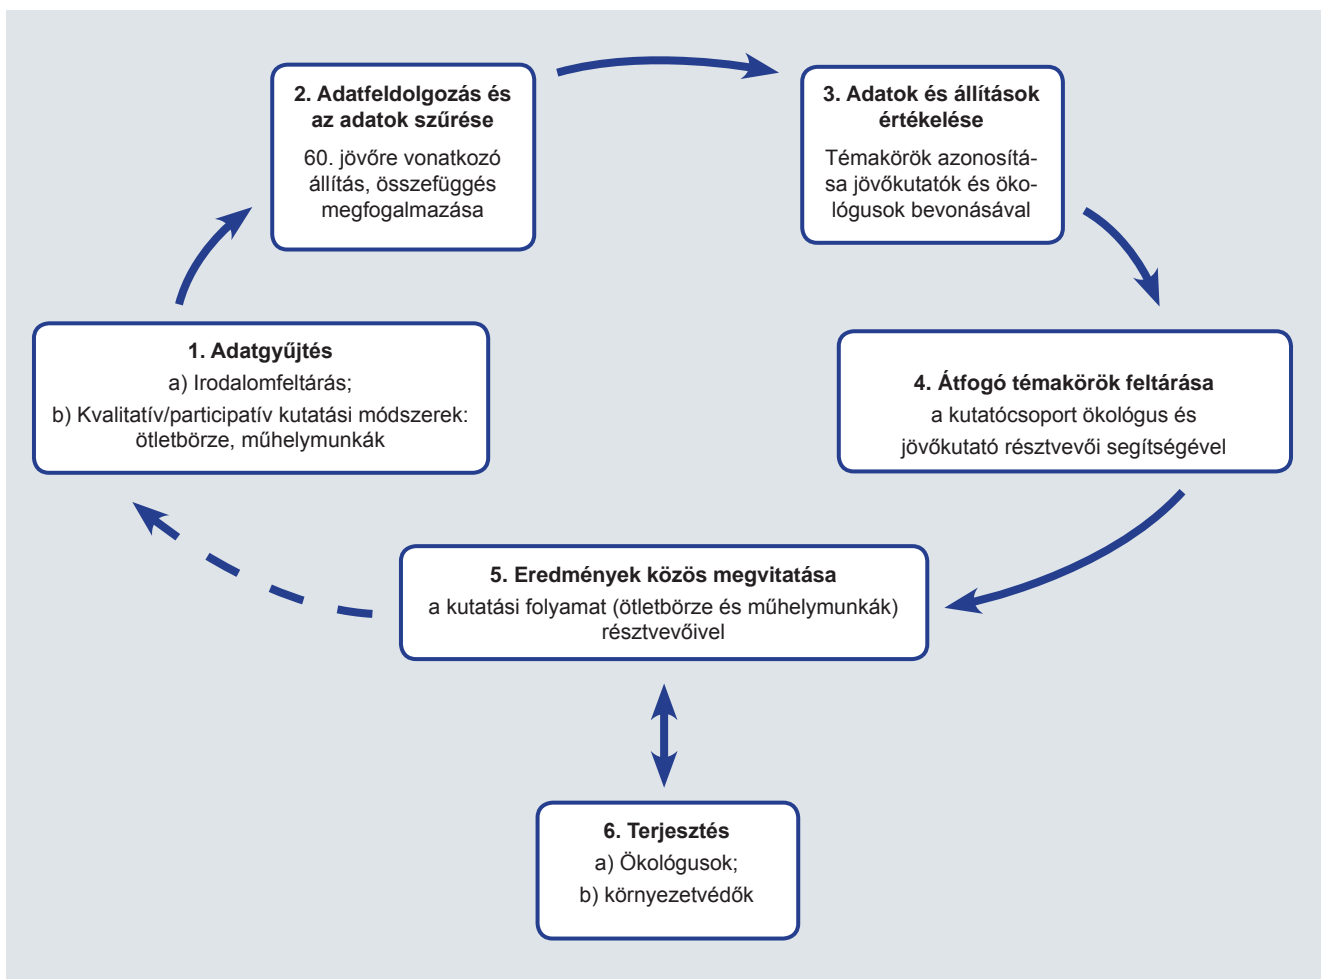 2. Adatfeldolgozás és
az adatok szűrése
60. jövőre vonatkozó
állítás, összefüggés
megfogalmazása
3. Adatok és állítások
értékelése
Témakörök azonosítá-
sa jövőkutatók és öko-
lógusok bevonásával
1. Adatgyűjtés
a) Irodalomfeltárás;
b) Kvalitatív/participatív kutatási módszerek:
ötletbörze, műhelymunkák
4. Átfogó témakörök feltárása
a kutatócsoport ökológus és
jövőkutató résztvevői segítségével
5. Eredmények közös megvitatása
a kutatási folyamat (ötletbörze és műhelymunkák)
résztvevőivel
6. Terjesztés
a) Ökológusok;
b) környezetvédők